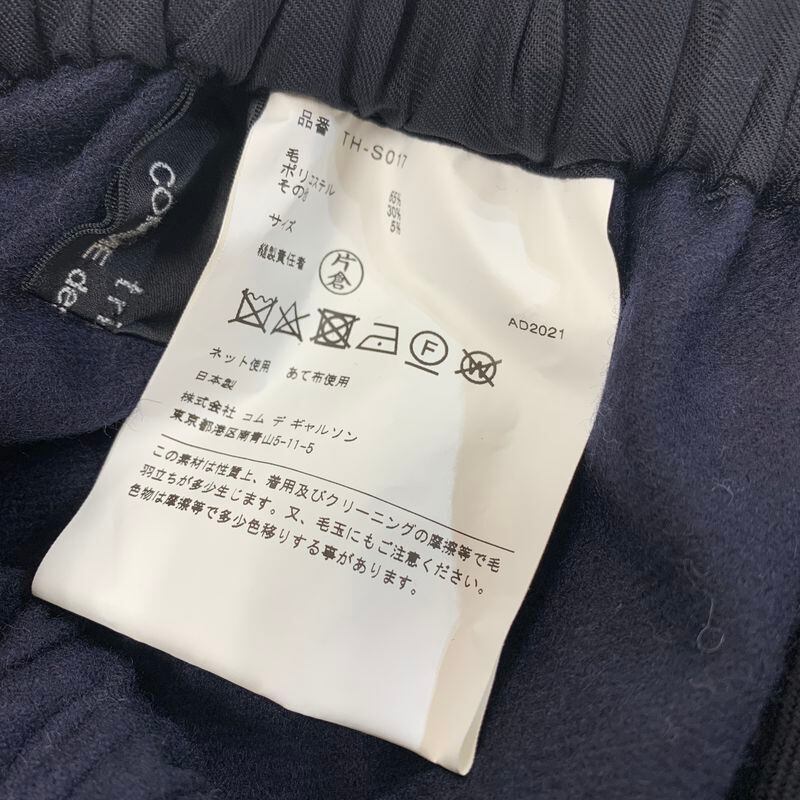 品番 TH-S017
毛 65%
ポリエステル 30%
その他 5%
サイズ
縫製責任者 片倉
F W
AD2021
ネット使用 あて布使用
日本製
株式会社 コム デ ギャルソン
東京都港区南青山5-11-5
この素材は性質上、着用及びクリーニングの摩擦等で毛
羽立ちが多少生じます。又、毛玉にもご注意ください。
色物は摩擦等で多少色移りする事があります。
tri
de